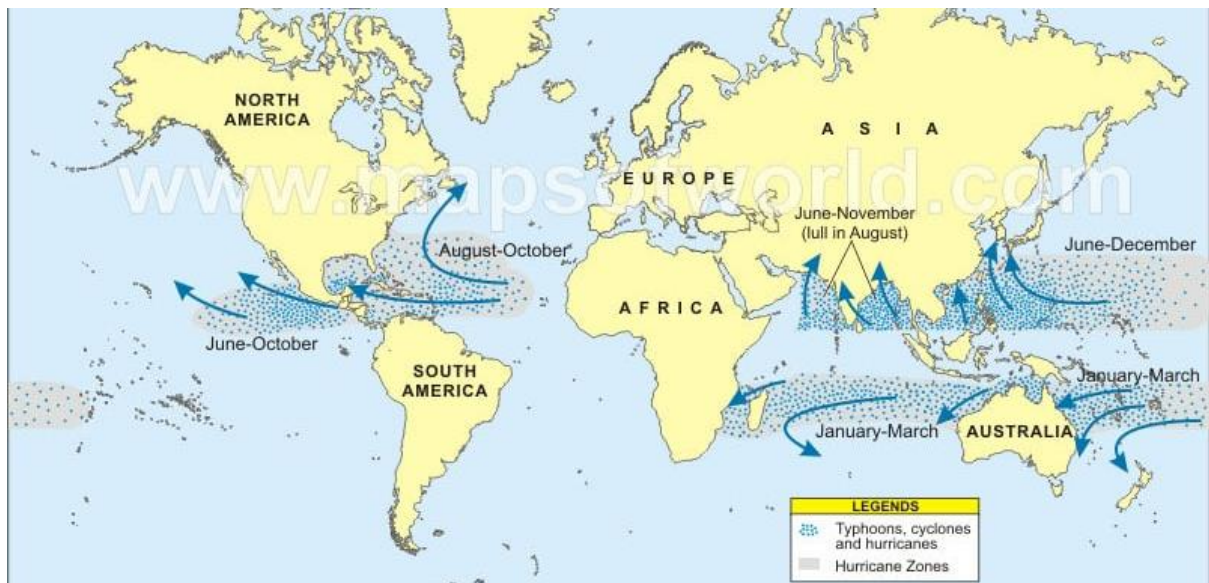 NORTH
AMERICA
ASIA
www.mapsofworld.com
EUROPE
June-November
(lull in August)
August-October
June-December
AFRICA
June-October
SOUTH
AMERICA
January-March
January-March
AUSTRALIA
LEGENDS
Typhoons, cyclones
and hurricanes
Hurricane Zones